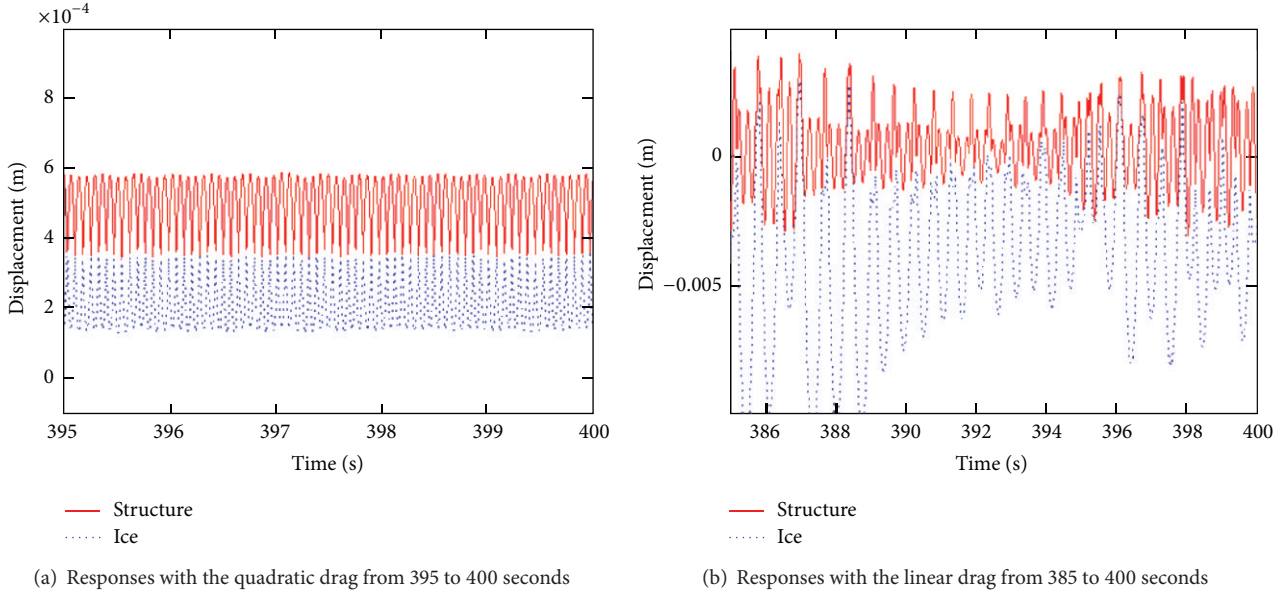 ×10⁻⁴
8
6
4
2
0
Displacement (m)
395 396 397 398 399 400
Time (s)
Structure
Ice
(a) Responses with the quadratic drag from 395 to 400 seconds
0
−0.005
Displacement (m)
386 388 390 392 394 396 398 400
Time (s)
Structure
Ice
(b) Responses with the linear drag from 385 to 400 seconds